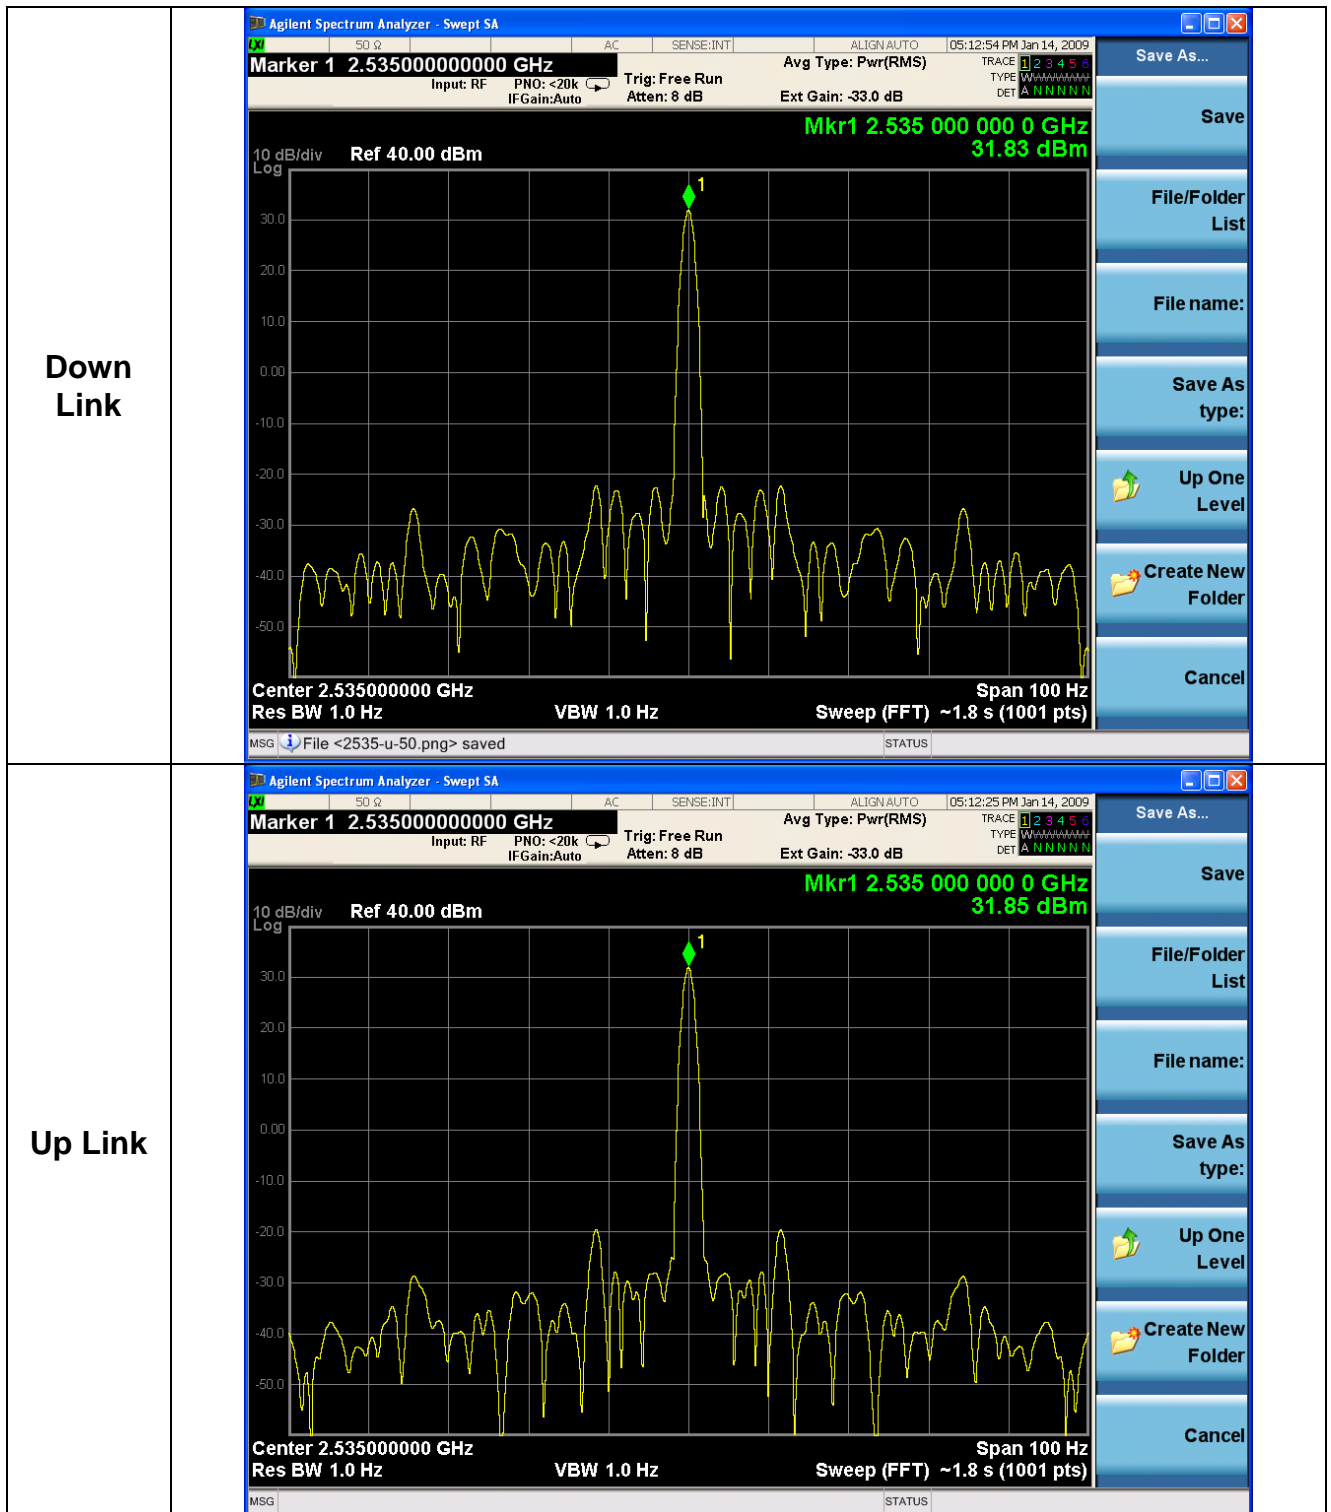 Down
Link
Agilent Spectrum Analyzer - Swept SA
LXI
50 Ω
AC
SENSE:INT
ALIGN AUTO
05:12:54 PM Jan 14, 2009
Marker 1 2.535000000000 GHz
Input: RF
PNO: <20k
IFGain:Auto
Trig: Free Run
Atten: 8 dB
Avg Type: Pwr(RMS)
Ext Gain: -33.0 dB
TRACE 1 2 3 4 5 6
TYPE
DET A N N N N N
Mkr1 2.535 000 000 0 GHz
31.83 dBm
10 dB/div
Log
Ref 40.00 dBm
1
30.0
20.0
10.0
0.00
-10.0
-20.0
-30.0
-40.0
-50.0
Center 2.535000000 GHz
Span 100 Hz
Res BW 1.0 Hz
VBW 1.0 Hz
Sweep (FFT) ~1.8 s (1001 pts)
MSG
File <2535-u-50.png> saved
STATUS
Save As...
Save
File/Folder
List
File name:
Save As
type:
Up One
Level
Create New
Folder
Cancel
Up Link
Agilent Spectrum Analyzer - Swept SA
LXI
50 Ω
AC
SENSE:INT
ALIGN AUTO
05:12:25 PM Jan 14, 2009
Marker 1 2.535000000000 GHz
Input: RF
PNO: <20k
IFGain:Auto
Trig: Free Run
Atten: 8 dB
Avg Type: Pwr(RMS)
Ext Gain: -33.0 dB
TRACE 1 2 3 4 5 6
TYPE
DET A N N N N N
Mkr1 2.535 000 000 0 GHz
31.85 dBm
10 dB/div
Log
Ref 40.00 dBm
1
30.0
20.0
10.0
0.00
-10.0
-20.0
-30.0
-40.0
-50.0
Center 2.535000000 GHz
Span 100 Hz
Res BW 1.0 Hz
VBW 1.0 Hz
Sweep (FFT) ~1.8 s (1001 pts)
MSG
STATUS
Save As...
Save
File/Folder
List
File name:
Save As
type:
Up One
Level
Create New
Folder
Cancel